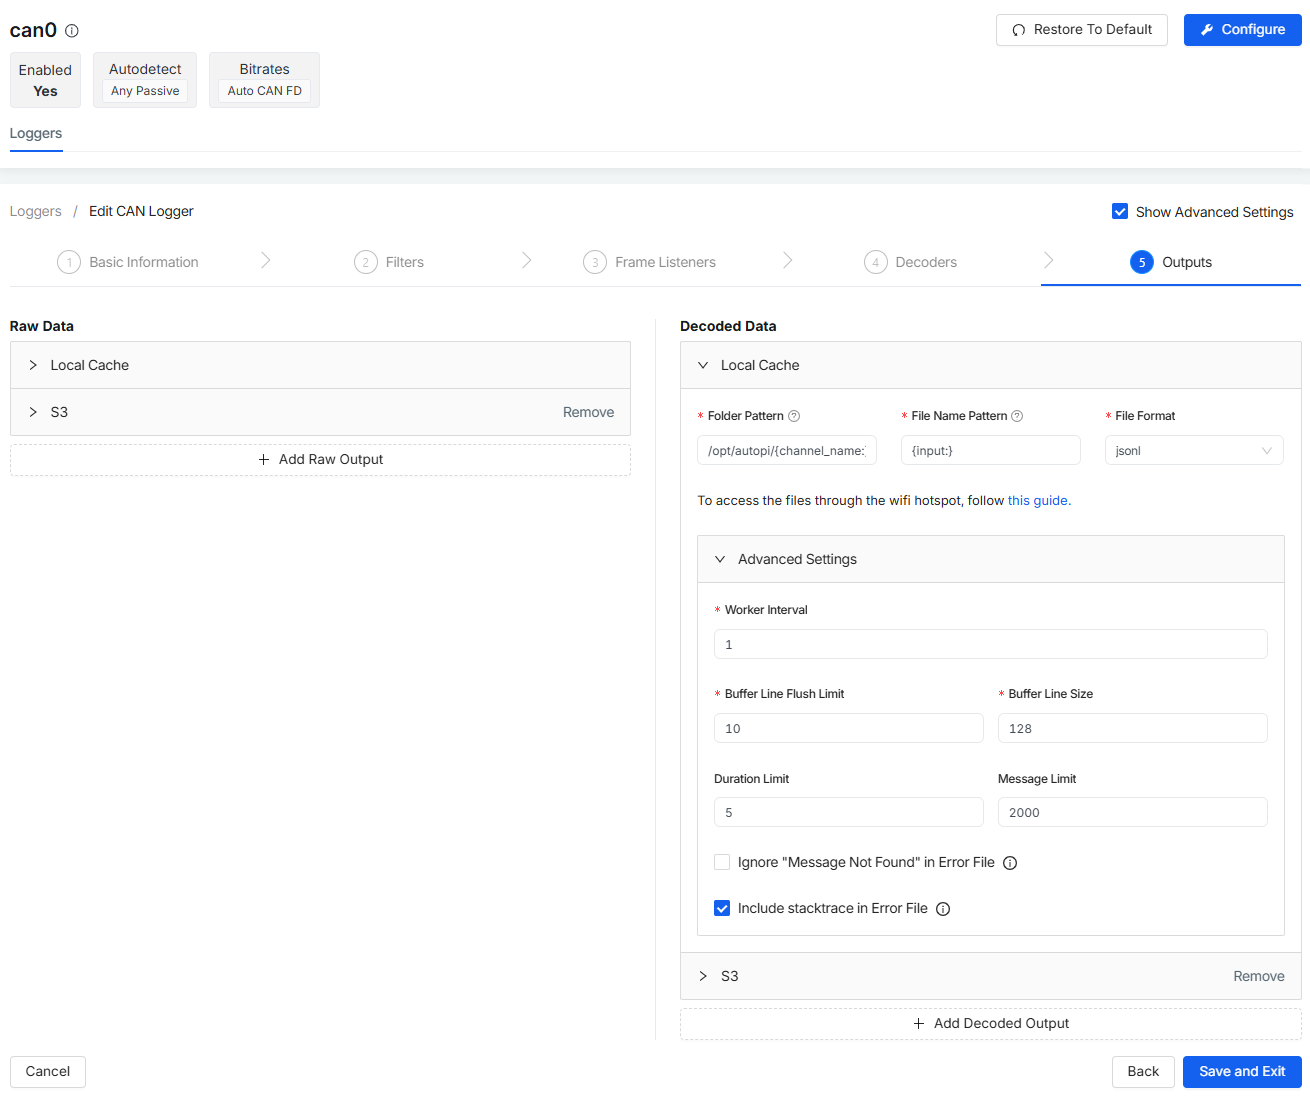 can0
Restore To Default
Configure
Enabled
Yes
Autodetect
Any Passive
Bitrates
Auto CAN FD
Loggers
Loggers / Edit CAN Logger
Show Advanced Settings
1 Basic Information
2 Filters
3 Frame Listeners
4 Decoders
5 Outputs
Raw Data
Local Cache
S3 Remove
+ Add Raw Output
Decoded Data
Local Cache
* Folder Pattern
* File Name Pattern
* File Format
/opt/autopi/{channel_name:
{input:}
jsonl
To access the files through the wifi hotspot, follow this guide.
Advanced Settings
* Worker Interval
1
* Buffer Line Flush Limit
* Buffer Line Size
10
128
Duration Limit
Message Limit
5
2000
Ignore "Message Not Found" in Error File
Include stacktrace in Error File
S3 Remove
+ Add Decoded Output
Cancel
Back
Save and Exit